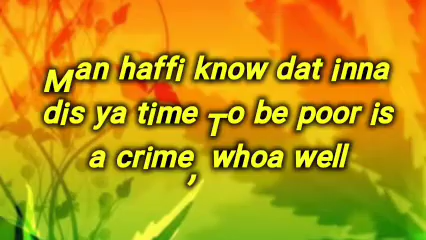 Man haffi know dat inna
dis ya time To be poor is
a crime, whoa well